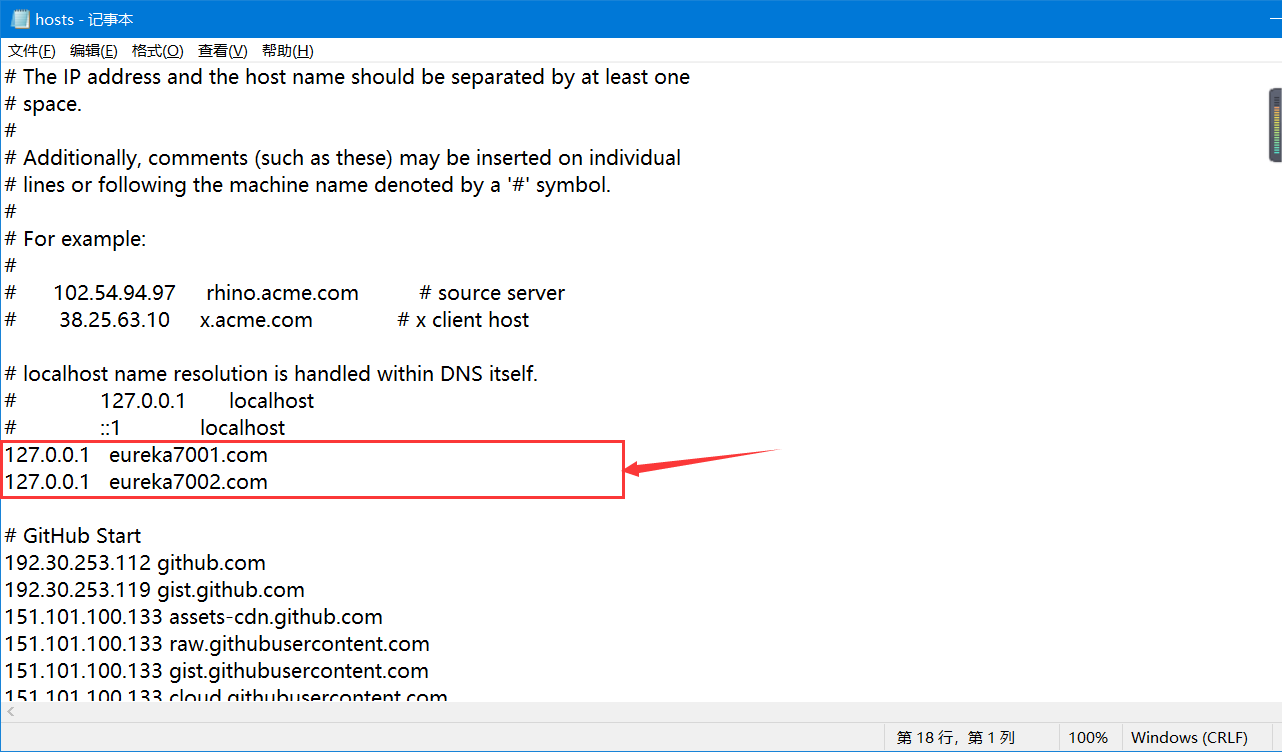 hosts - 记事本
文件(F) 编辑(E) 格式(O) 查看(V) 帮助(H)
# The IP address and the host name should be separated by at least one
# space.
#
# Additionally, comments (such as these) may be inserted on individual
# lines or following the machine name denoted by a '#' symbol.
#
# For example:
#
# 102.54.94.97 rhino.acme.com # source server
# 38.25.63.10 x.acme.com # x client host
# localhost name resolution is handled within DNS itself.
# 127.0.0.1 localhost
# ::1 localhost
127.0.0.1 eureka7001.com
127.0.0.1 eureka7002.com
# GitHub Start
192.30.253.112 github.com
192.30.253.119 gist.github.com
151.101.100.133 assets-cdn.github.com
151.101.100.133 raw.githubusercontent.com
151.101.100.133 gist.githubusercontent.com
151.101.100.133 cloud.githubusercontent.com
第 18 行，第 1 列 100% Windows (CRLF)